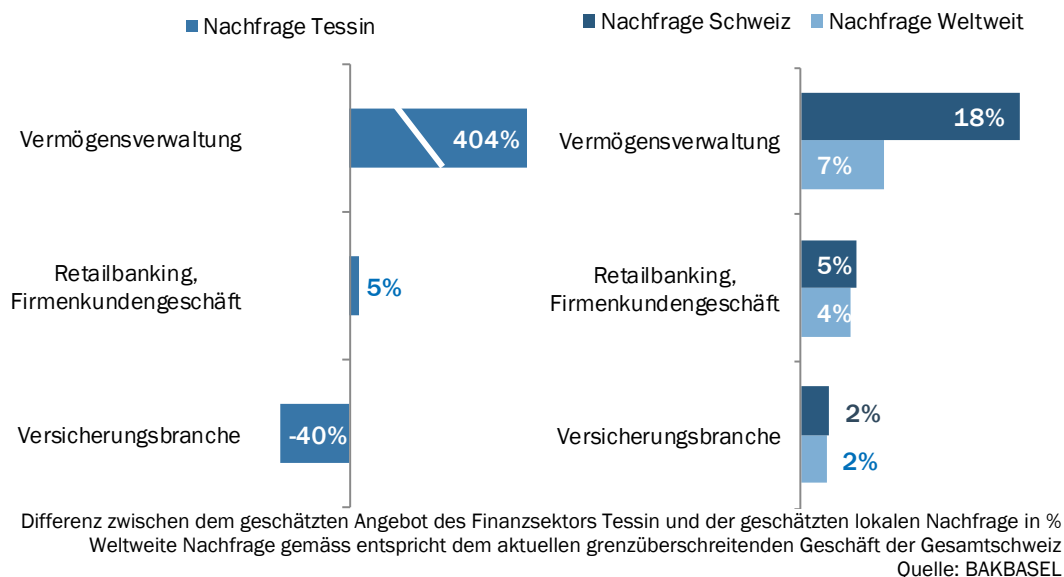 Nachfrage Tessin
Vermögensverwaltung
404%
Retailbanking,
Firmenkundengeschäft
5%
Versicherungsbranche
-40%
Nachfrage Schweiz Nachfrage Weltweit
Vermögensverwaltung
18%
7%
Retailbanking,
Firmenkundengeschäft
5%
4%
Versicherungsbranche
2%
2%
Differenz zwischen dem geschätzten Angebot des Finanzsektors Tessin und der geschätzten lokalen Nachfrage in %
Weltweite Nachfrage gemäss entspricht dem aktuellen grenzüberschreitenden Geschäft der Gesamtschweiz
Quelle: BAKBASEL